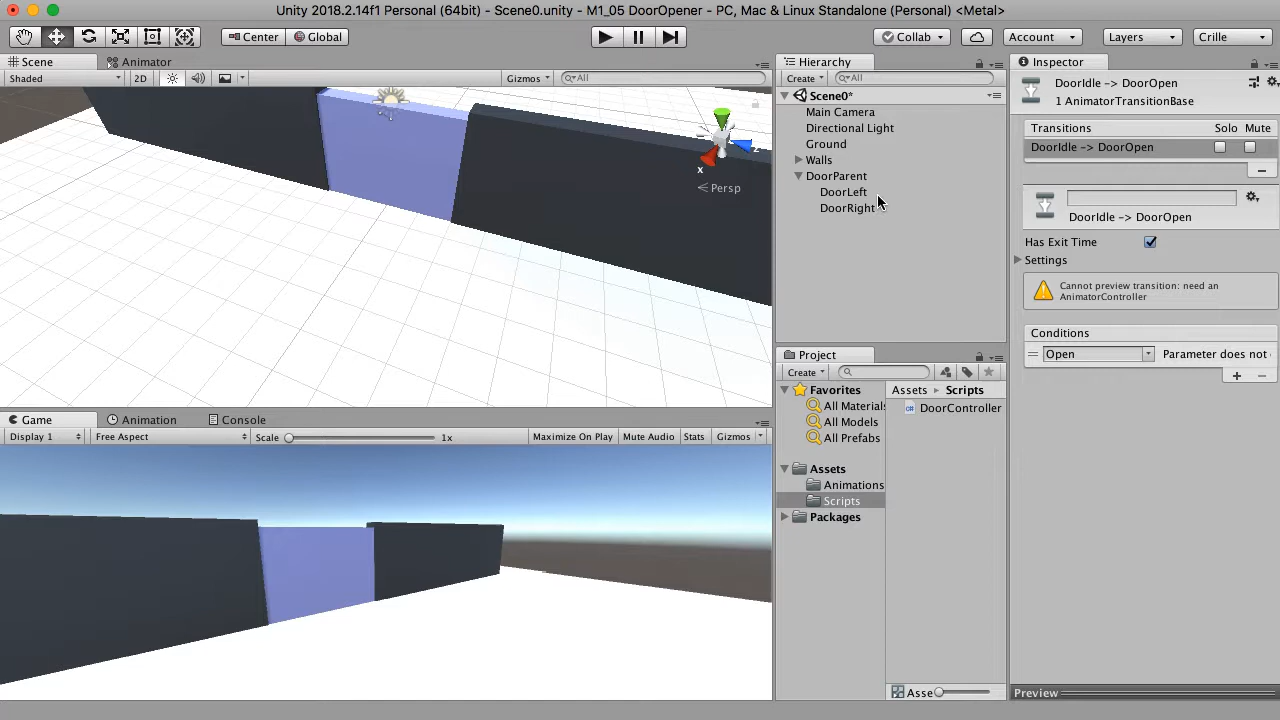 Unity 2018.2.14f1 Personal (64bit) - Scene0.unity - M1_05 DoorOpener - PC, Mac & Linux Standalone (Personal) <Metal>
Center Global Collab Account Layers Crille
Scene Animator
Shaded 2D Gizmos All
x
Persp
Game Animation Console
Display 1 Free Aspect Scale 1x Maximize On Play Mute Audio Stats Gizmos
Hierarchy
Create All
Scene0*
Main Camera
Directional Light
Ground
Walls
DoorParent
DoorLeft
DoorRight
Project
Create
Favorites
All Materials
All Models
All Prefabs
Assets
Animations
Scripts
Packages
Assets Scripts
DoorController
Asse
Inspector
DoorIdle -> DoorOpen
1 AnimatorTransitionBase
Transitions Solo Mute
DoorIdle -> DoorOpen
DoorIdle -> DoorOpen
Has Exit Time
Settings
Cannot preview transition: need an
AnimatorController
Conditions
Open Parameter does not
Preview